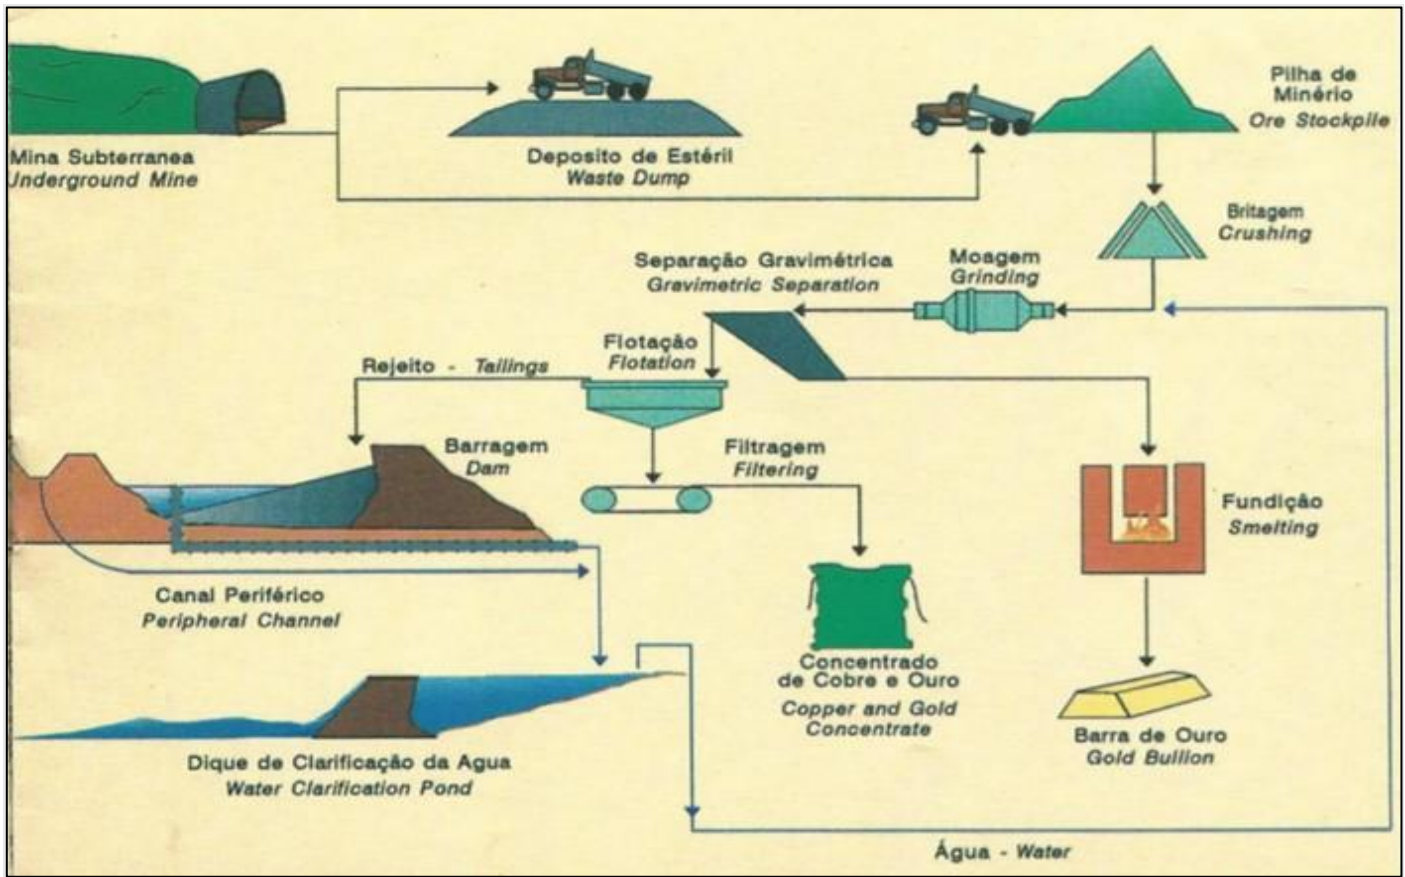 Mina Subterranea
Underground Mine
Deposito de Estéril
Waste Dump
Pilha de
Minério
Ore Stockpile
Britagem
Crushing
Moagem
Grinding
Separação Gravimétrica
Gravimetric Separation
Flotação
Flotation
Rejeito - Tailings
Barragem
Dam
Filtragem
Filtering
Fundição
Smelting
Canal Periférico
Peripheral Channel
Concentrado
de Cobre e Ouro
Copper and Gold
Concentrate
Barra de Ouro
Gold Bullion
Dique de Clarificação da Agua
Water Clarification Pond
Água - Water